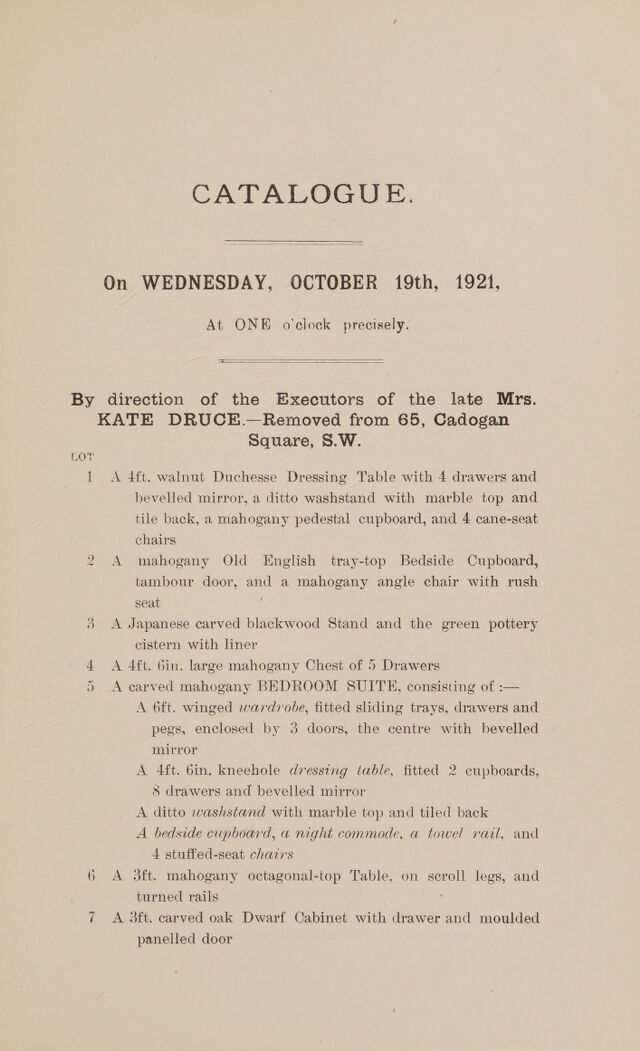 CATALOGUE.
On WEDNESDAY, OCTOBER 19th, 1921,
At ONE o'clock precisely.
By direction of the Executors of the late Mrs.
KATE DRUCE.—Removed from 65, Cadogan
Square, S.W.
LOT
1 A 4ft. walnut Duchesse Dressing Table with 4 drawers and
bevelled mirror, a ditto washstand with marble top and
tile back, a mahogany pedestal cupboard, and 4 cane-seat
chairs
2 A mahogany Old English tray-top Bedside Cupboard,
tambour door, and a mahogany angle chair with rush
seat
3 A Japanese carved blackwood Stand and the green pottery
cistern with liner
4 A 4ft. 6in. large mahogany Chest of 5 Drawers
5 A carved mahogany BEDROOM SUITE, consisting of :—
A 6ft. winged wardrobe, fitted sliding trays, drawers and
pegs, enclosed by 3 doors, the centre with bevelled
mirror
A 4ft. 6in. kneehole dressing table, fitted 2 cupboards,
8 drawers and bevelled mirror
A ditto washstand with marble top and tiled back
A bedside cupboard, a night commode, a towel rail, and
4 stuffed-seat chairs
6 A 3ft. mahogany octagonal-top Table, on scroll legs, and
turned rails
7 A 3ft. carved oak Dwarf Cabinet with drawer and moulded
panelled door